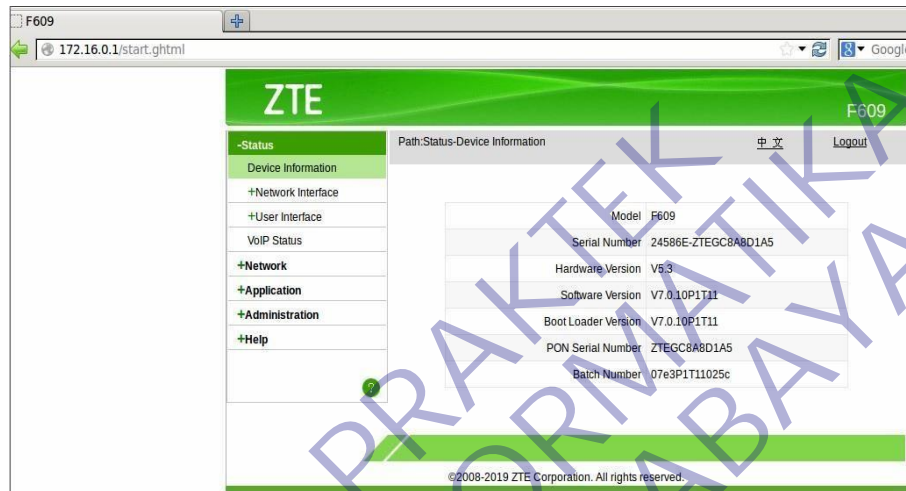 F609
172.16.0.1/start.ghtml
Google
ZTE
F609
-Status
Path:Status-Device Information
中文
Logout
Device Information
+Network Interface
+User Interface
VoIP Status
+Network
+Application
+Administration
+Help
Model F609
Serial Number 24586E-ZTEGC8A8D1A5
Hardware Version V5.3
Software Version V7.0.10P1T11
Boot Loader Version V7.0.10P1T11
PON Serial Number ZTEGC8A8D1A5
Batch Number 07e3P1T11025c
?
©2008-2019 ZTE Corporation. All rights reserved.
PRAKTEK
ORMATIKA
ABAYA